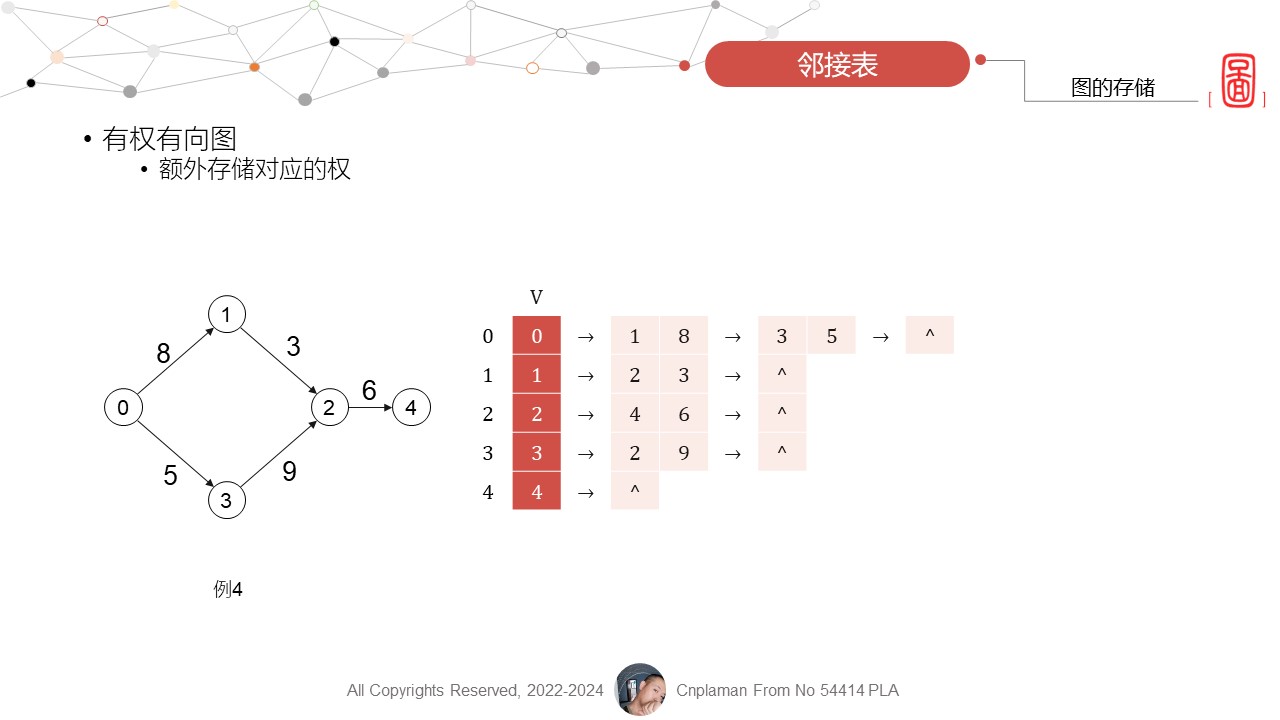 邻接表
图的存储
[圖]
• 有权有向图
• 额外存储对应的权
V
0 0 → 1 8 → 3 5 → ^
1 1 → 2 3 → ^
2 2 → 4 6 → ^
3 3 → 2 9 → ^
4 4 → ^
1
8
3
0
2
6
4
5
9
3
例4
All Copyrights Reserved, 2022-2024 Cnplaman From No 54414 PLA